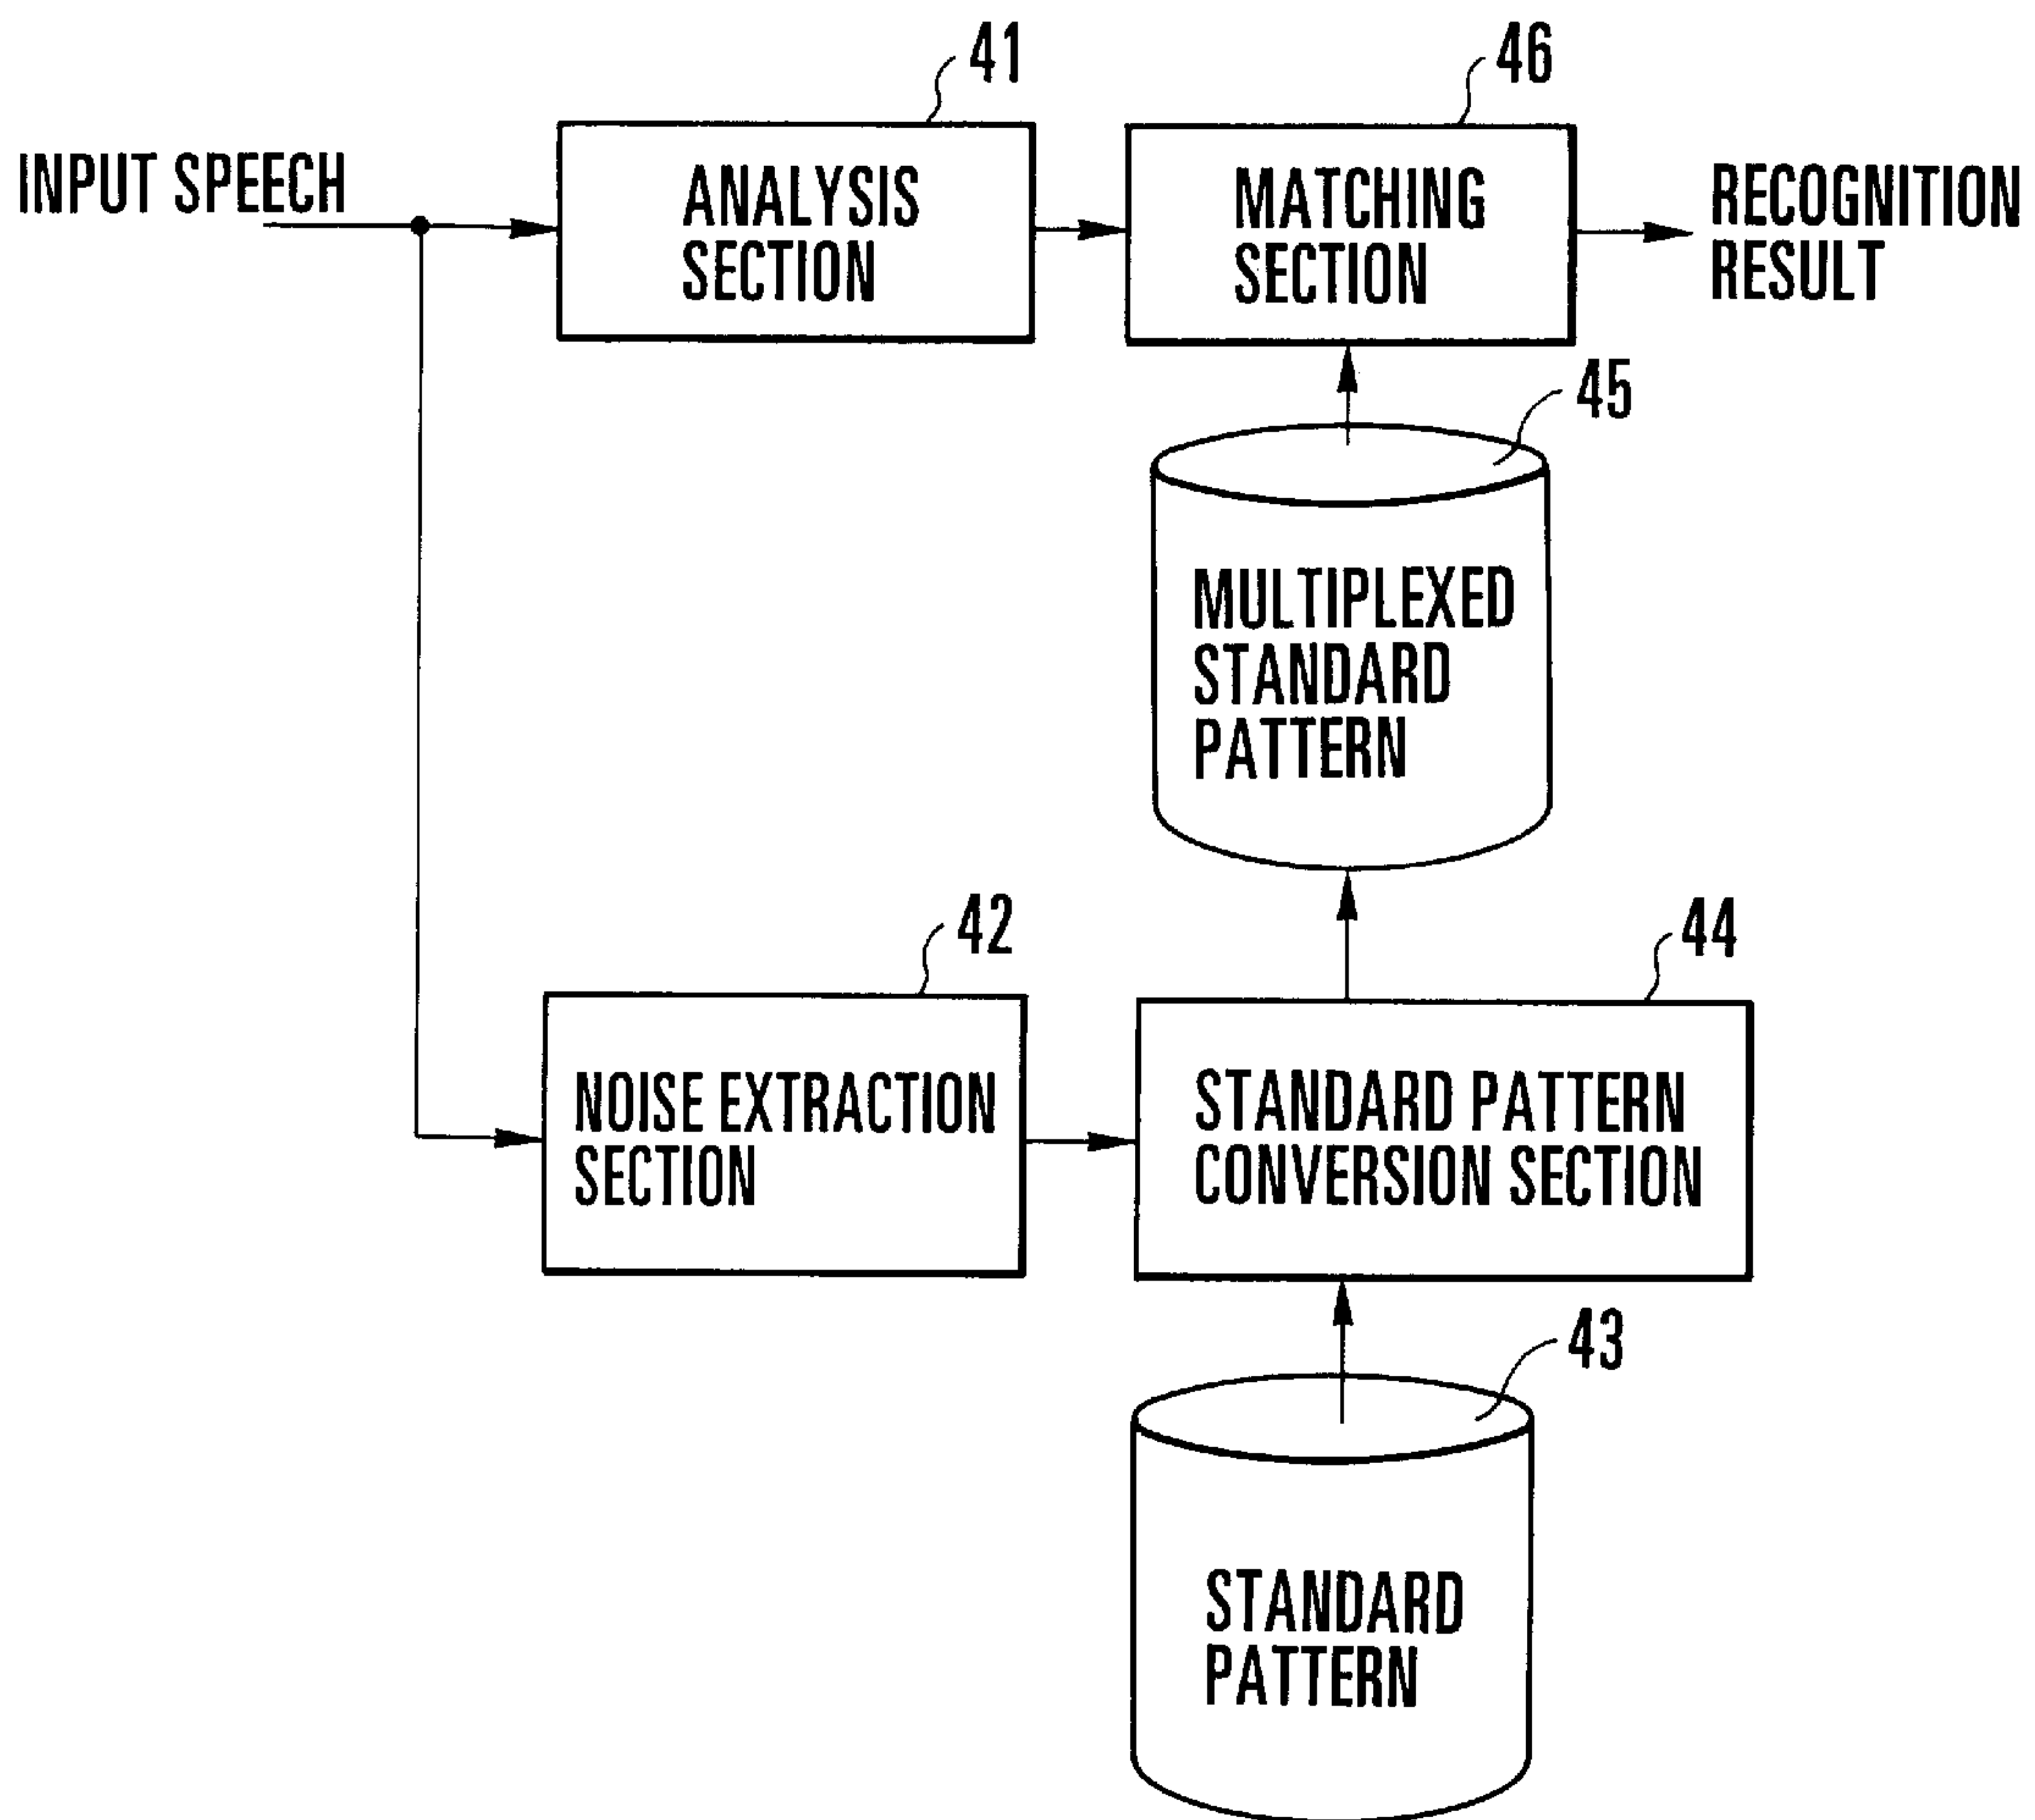 41
46
INPUT SPEECH
ANALYSIS
SECTION
MATCHING
SECTION
RECOGNITION
RESULT
45
MULTIPLEXED
STANDARD
PATTERN
42
44
NOISE EXTRACTION
SECTION
STANDARD PATTERN
CONVERSION SECTION
43
STANDARD
PATTERN